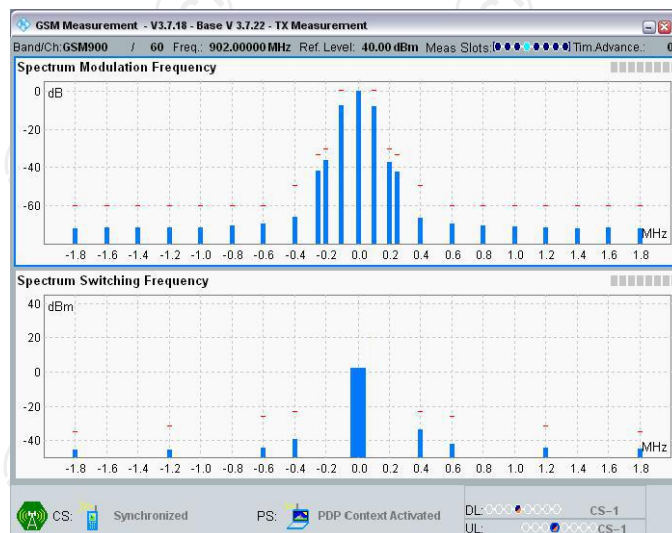 GSM Measurement - V3.7.18 - Base V 3.7.22 - TX Measurement
Band/Ch:GSM900 / 60 Freq.: 902.00000 MHz Ref. Level: 40.00 dBm Meas Slots: Tim.Advance.: 0
Spectrum Modulation Frequency
dB
0
-20
-40
-60
MHz
-1.8 -1.6 -1.4 -1.2 -1.0 -0.8 -0.6 -0.4 -0.2 0.0 0.2 0.4 0.6 0.8 1.0 1.2 1.4 1.6 1.8
Spectrum Switching Frequency
40
dBm
20
0
-20
-40
MHz
-1.8 -1.6 -1.4 -1.2 -1.0 -0.8 -0.6 -0.4 -0.2 0.0 0.2 0.4 0.6 0.8 1.0 1.2 1.4 1.6 1.8
CS: Synchronized PS: PDP Context Activated DL: CS-1
UL: CS-1